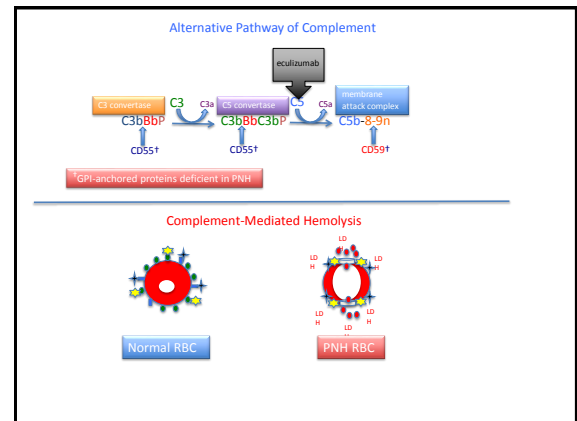 Alternative Pathway of Complement
eculizumab
C3 convertase
C3
C3a
C5 convertase
C5
C5a
membrane
attack complex
C3bBbP
C3bBbC3bP
C5b-8-9n
CD55†
CD55†
CD59†
†GPI-anchored proteins deficient in PNH
Complement-Mediated Hemolysis
LD
H
LD
H
LD
H
LD
H
LD
H
LD
H
Normal RBC
PNH RBC